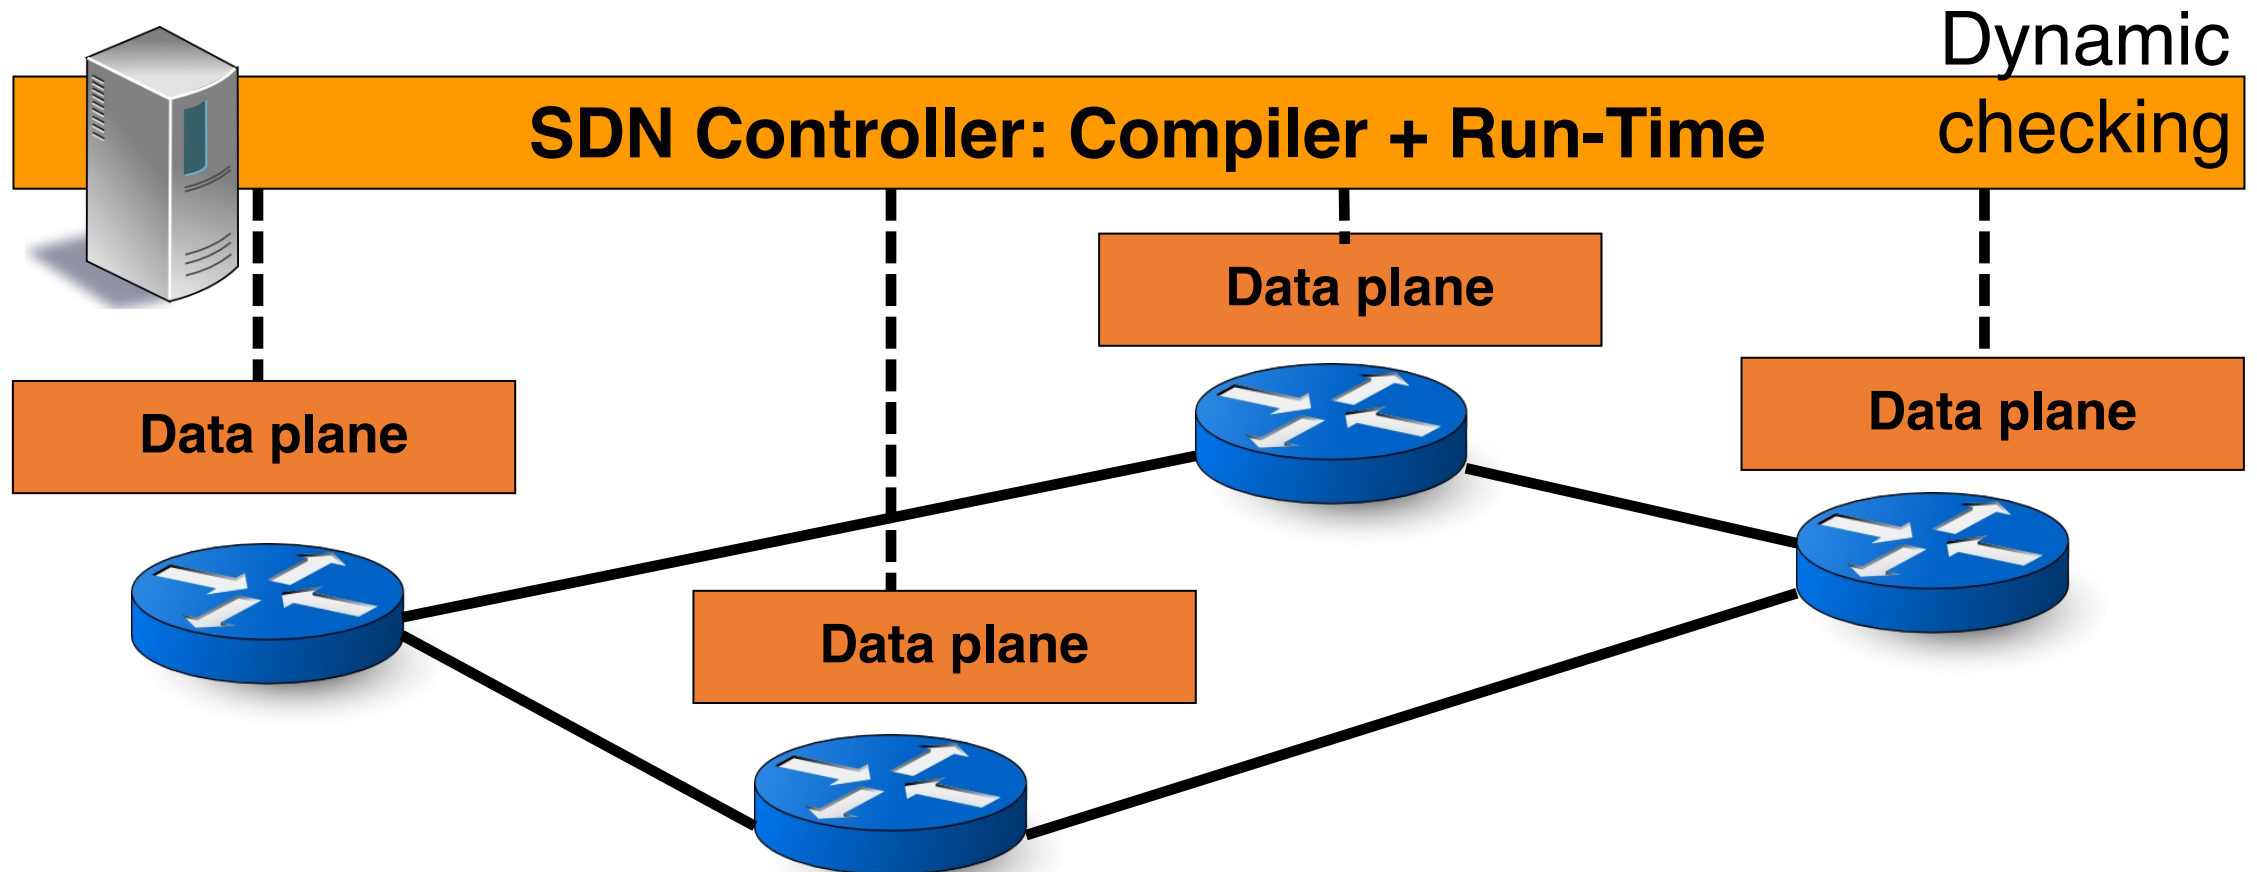 Dynamic
checking
SDN Controller: Compiler + Run-Time
Data plane
Data plane
Data plane
Data plane